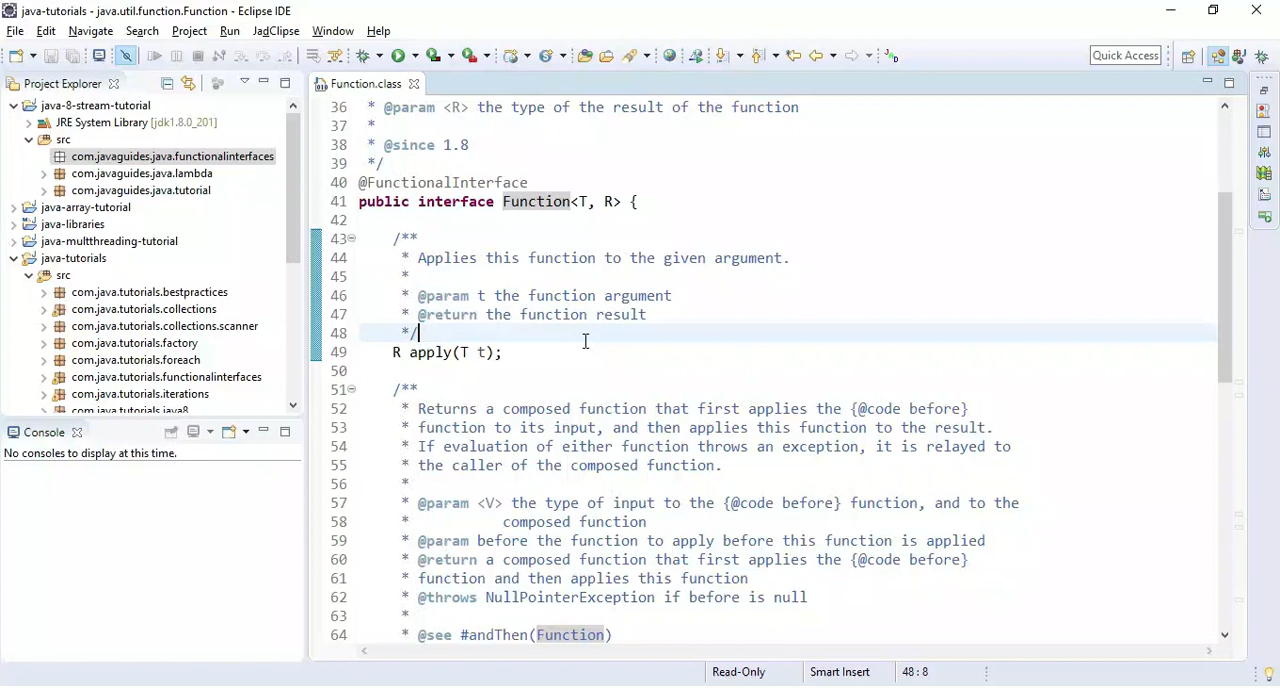 java-tutorials - java.util.function.Function - Eclipse IDE
File Edit Navigate Search Project Run JadClipse Window Help
Quick Access
Project Explorer
java-8-stream-tutorial
JRE System Library [jdk1.8.0_201]
src
com.javaguides.java.functionalinterfaces
com.javaguides.java.lambda
com.javaguides.java.tutorial
java-array-tutorial
java-libraries
java-multthreading-tutorial
java-tutorials
src
com.java.tutorials.bestpractices
com.java.tutorials.collections
com.java.tutorials.collections.scanner
com.java.tutorials.factory
com.java.tutorials.foreach
com.java.tutorials.functionalinterfaces
com.java.tutorials.iterations
com.java.tutorials.java8
Console
No consoles to display at this time.
Function.class
36 * @param <R> the type of the result of the function
37 *
38 * @since 1.8
39 */
40 @FunctionalInterface
41 public interface Function<T, R> {
42
43 /**
44 * Applies this function to the given argument.
45 *
46 * @param t the function argument
47 * @return the function result
48 */
49 R apply(T t);
50
51 /**
52 * Returns a composed function that first applies the {@code before}
53 * function to its input, and then applies this function to the result.
54 * If evaluation of either function throws an exception, it is relayed to
55 * the caller of the composed function.
56 *
57 * @param <V> the type of input to the {@code before} function, and to the
58 * composed function
59 * @param before the function to apply before this function is applied
60 * @return a composed function that first applies the {@code before}
61 * function and then applies this function
62 * @throws NullPointerException if before is null
63 *
64 * @see #andThen(Function)
Read-Only Smart Insert 48 : 8